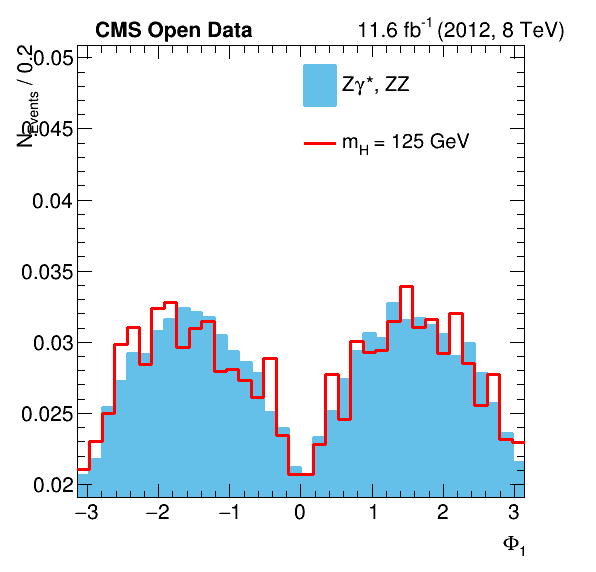 CMS Open Data 11.6 fb⁻¹ (2012, 8 TeV)
N_Events / 0.2
0.05
0.045
0.04
0.035
0.03
0.025
0.02
Zγ*, ZZ
m_H = 125 GeV
−3 −2 −1 0 1 2 3
Φ₁